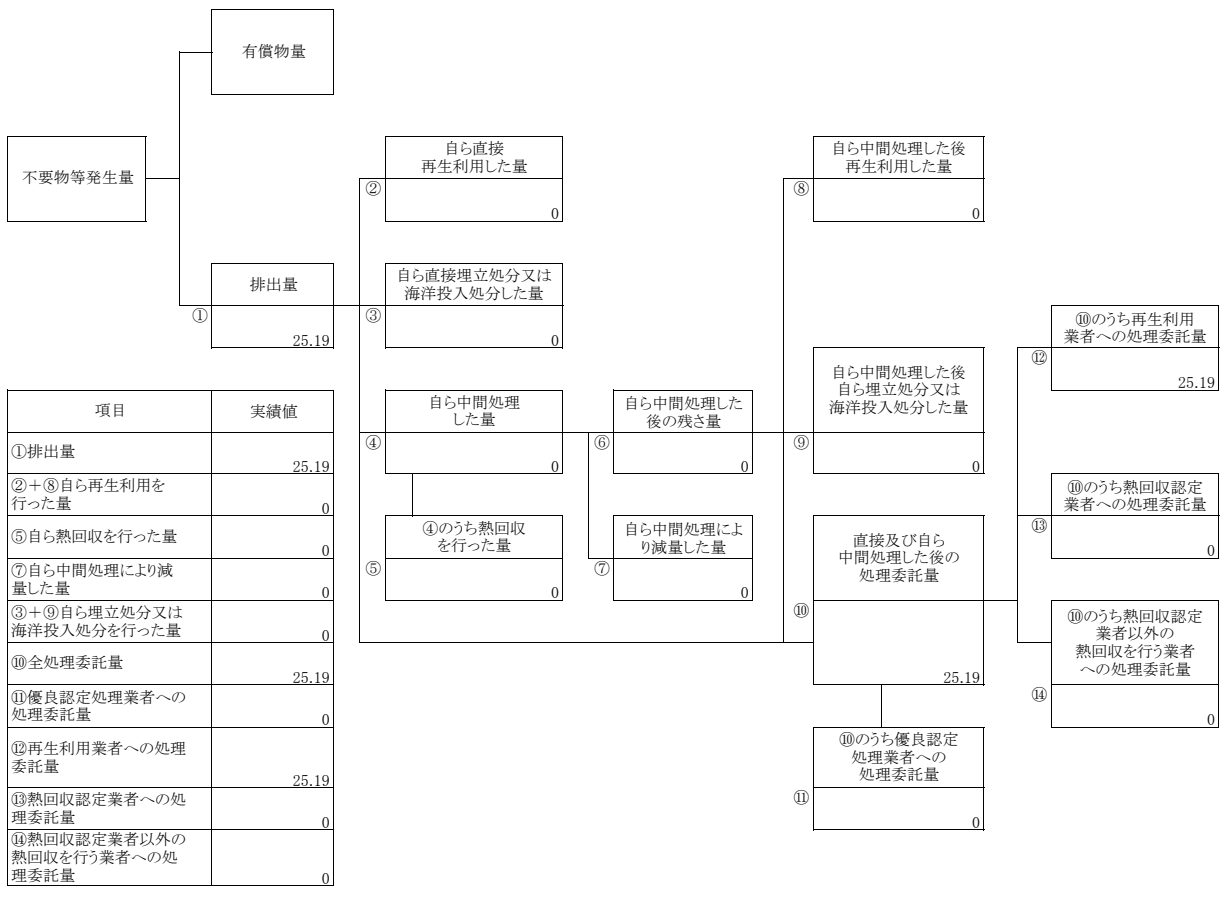 有償物量
不要物等発生量
排出量
①
25.19
自ら直接
再生利用した量
②
0
自ら直接埋立処分又は
海洋投入処分した量
③
0
自ら中間処理
した量
④
0
④のうち熱回収
を行った量
⑤
0
自ら中間処理した
後の残さ量
⑥
0
自ら中間処理によ
り減量した量
⑦
0
自ら中間処理した後
再生利用した量
⑧
0
自ら中間処理した後
自ら埋立処分又は
海洋投入処分した量
⑨
0
直接及び自ら
中間処理した後の
処理委託量
⑩
25.19
⑩のうち優良認定
処理業者への
処理委託量
⑪
0
⑩のうち再生利用
業者への処理委託量
⑫
25.19
⑩のうち熱回収認定
業者への処理委託量
⑬
0
⑩のうち熱回収認定
業者以外の
熱回収を行う業者
への処理委託量
⑭
0
項目 実績値
①排出量
25.19
②+⑧自ら再生利用を
行った量
0
⑤自ら熱回収を行った量
0
⑦自ら中間処理により減
量した量
0
③+⑨自ら埋立処分又は
海洋投入処分を行った量
0
⑩全処理委託量
25.19
⑪優良認定処理業者への
処理委託量
0
⑫再生利用業者への処理
委託量
25.19
⑬熱回収認定業者への処
理委託量
0
⑭熱回収認定業者以外の
熱回収を行う業者への処
理委託量
0